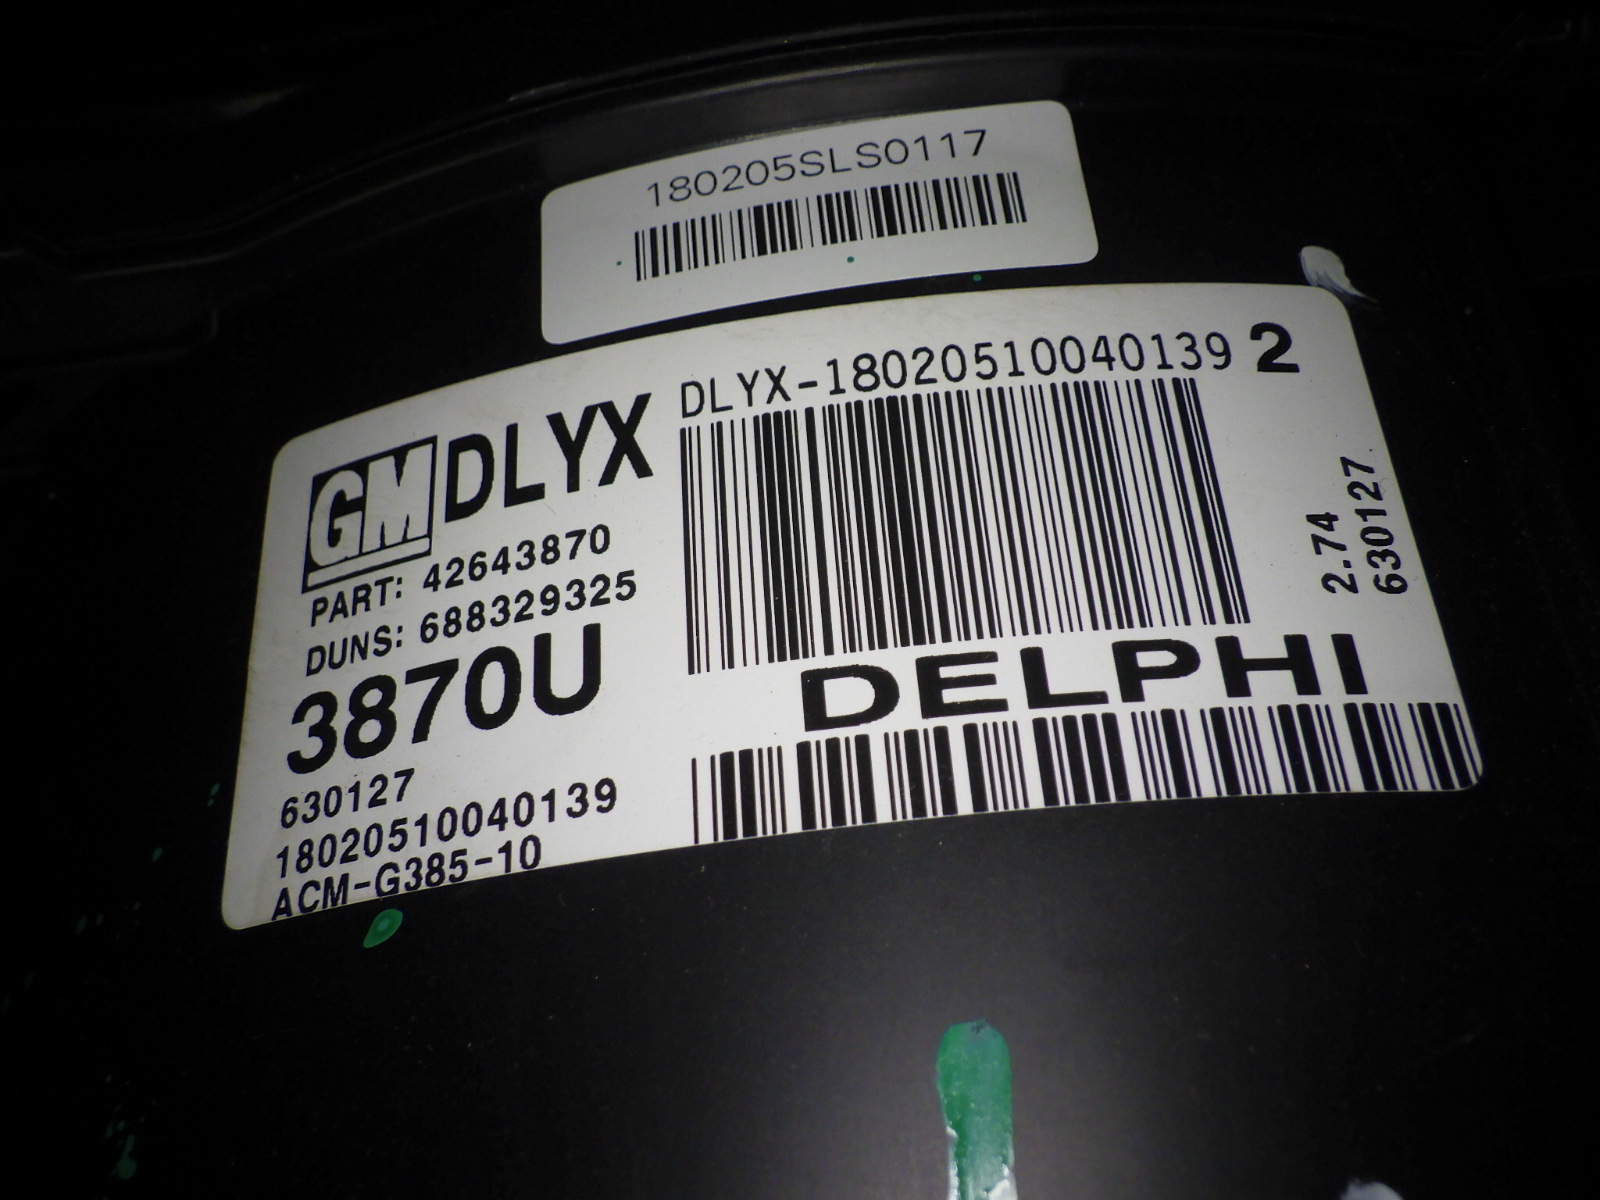 180205SLS0117
DLYX-18020510040139 2
GM DLYX
PART: 42643870
DUNS: 688329325
3870U
630127
18020510040139
ACM-G385-10
DELPHI
2.74
630127